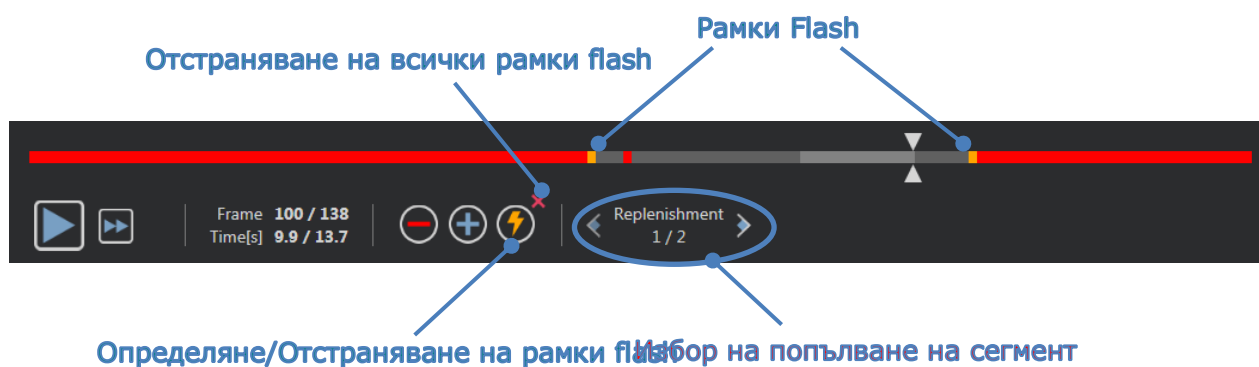 Рамки Flash
Отстраняване на всички рамки flash
Frame 100 / 138
Time[s] 9.9 / 13.7
Replenishment
1 / 2
Определяне/Отстраняване на рамки flash
Избор на попълване на сегмент